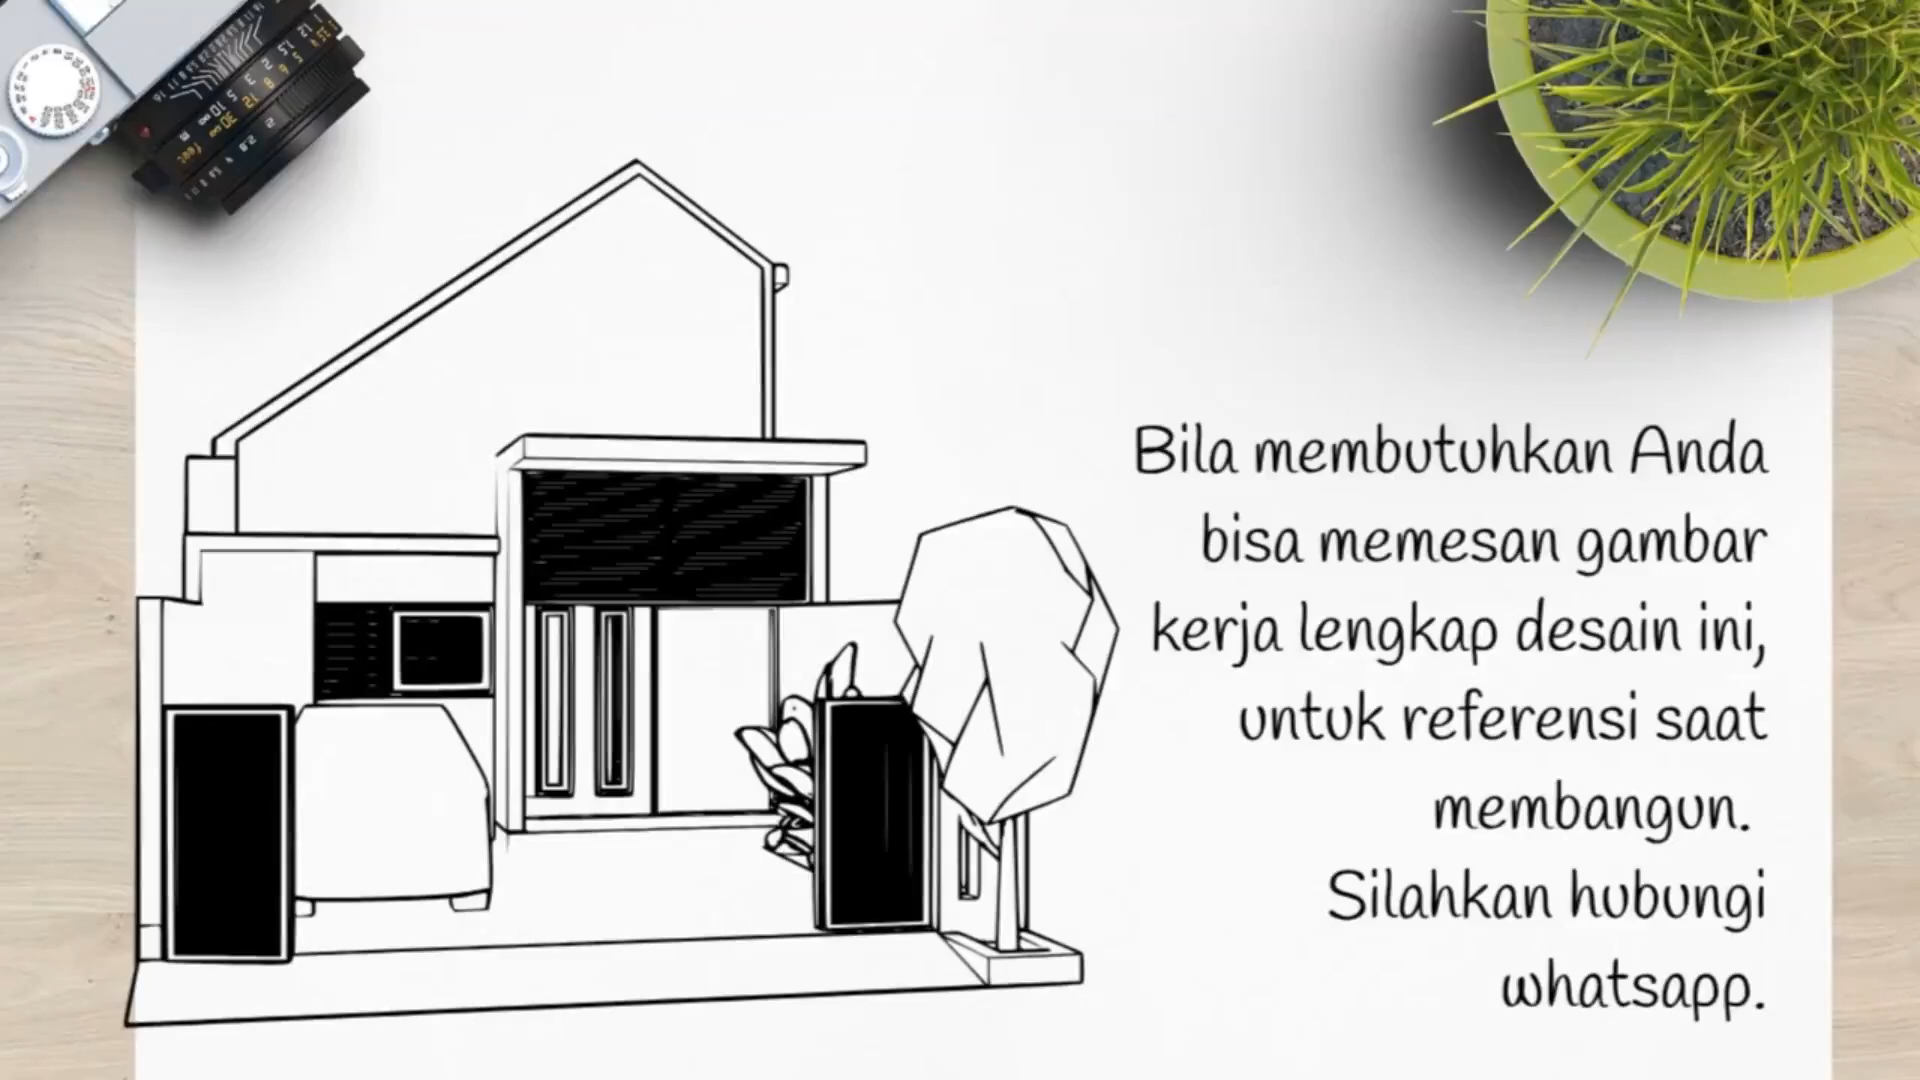 Bila membutuhkan Anda
bisa memesan gambar
kerja lengkap desain ini,
untuk referensi saat
membangun.
Silahkan hubungi
whatsapp.